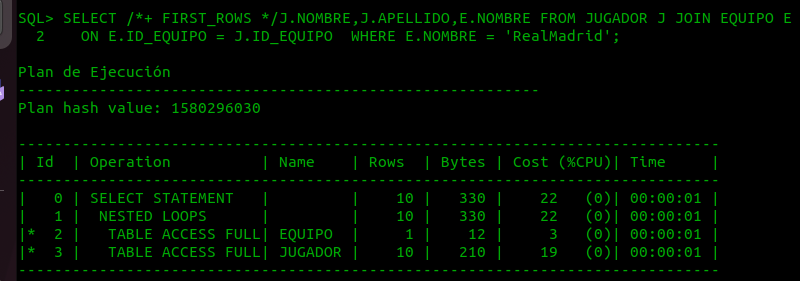 SQL> SELECT /*+ FIRST_ROWS */J.NOMBRE,J.APELLIDO,E.NOMBRE FROM JUGADOR J JOIN EQUIPO E
  2    ON E.ID_EQUIPO = J.ID_EQUIPO  WHERE E.NOMBRE = 'RealMadrid';
Plan de Ejecución
----------------------------------------------------------
Plan hash value: 1580296030
------------------------------------------------------------------------------
| Id  | Operation          | Name    | Rows  | Bytes | Cost (%CPU)| Time     |
------------------------------------------------------------------------------
|   0 | SELECT STATEMENT   |         |    10 |   330 |    22   (0)| 00:00:01 |
|   1 |  NESTED LOOPS      |         |    10 |   330 |    22   (0)| 00:00:01 |
|*  2 |   TABLE ACCESS FULL| EQUIPO  |     1 |    12 |     3   (0)| 00:00:01 |
|*  3 |   TABLE ACCESS FULL| JUGADOR |    10 |   210 |    19   (0)| 00:00:01 |
------------------------------------------------------------------------------